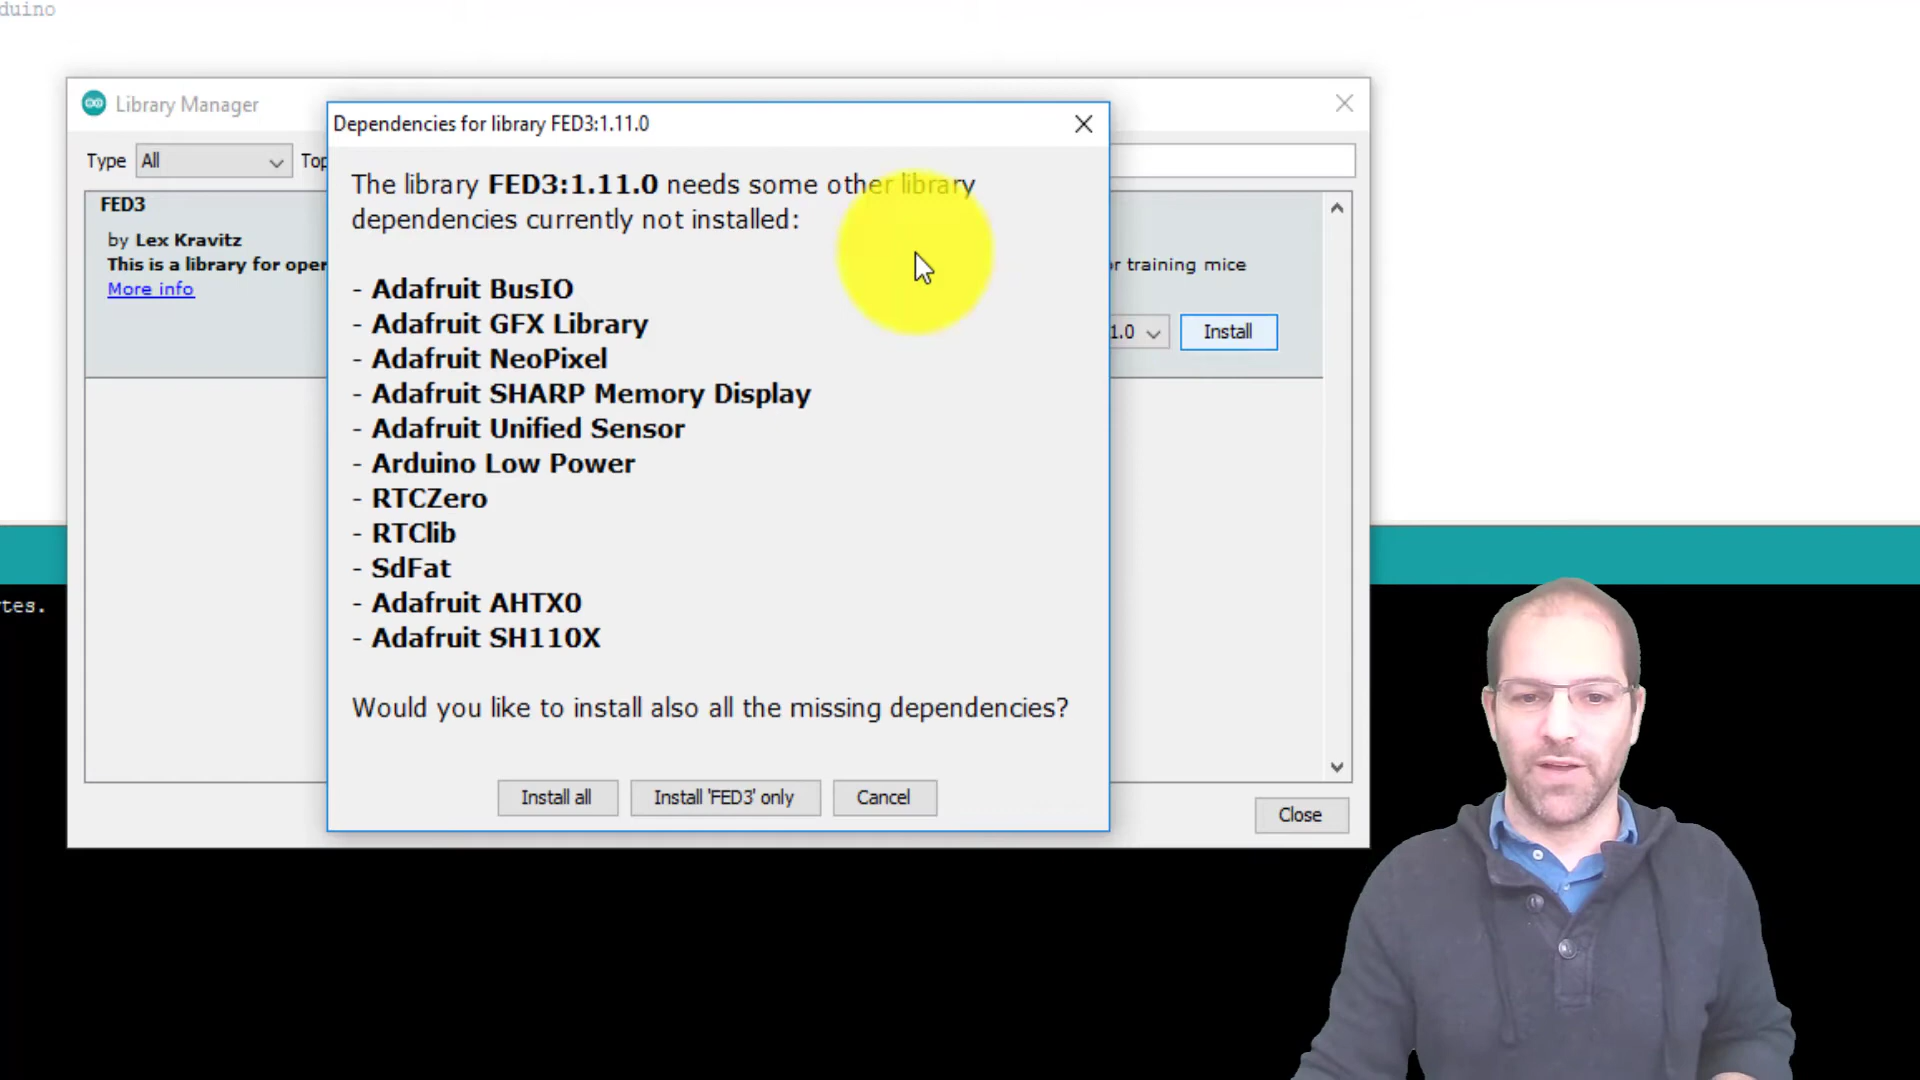 duino
Library Manager
Dependencies for library FED3:1.11.0
Type All Top
The library FED3:1.11.0 needs some other library
dependencies currently not installed:
FED3
by Lex Kravitz
This is a library for oper
More info
r training mice
1.0 Install
- Adafruit BusIO
- Adafruit GFX Library
- Adafruit NeoPixel
- Adafruit SHARP Memory Display
- Adafruit Unified Sensor
- Arduino Low Power
- RTCZero
- RTClib
- SdFat
- Adafruit AHTX0
- Adafruit SH110X
Would you like to install also all the missing dependencies?
Install all Install 'FED3' only Cancel
Close
tes.